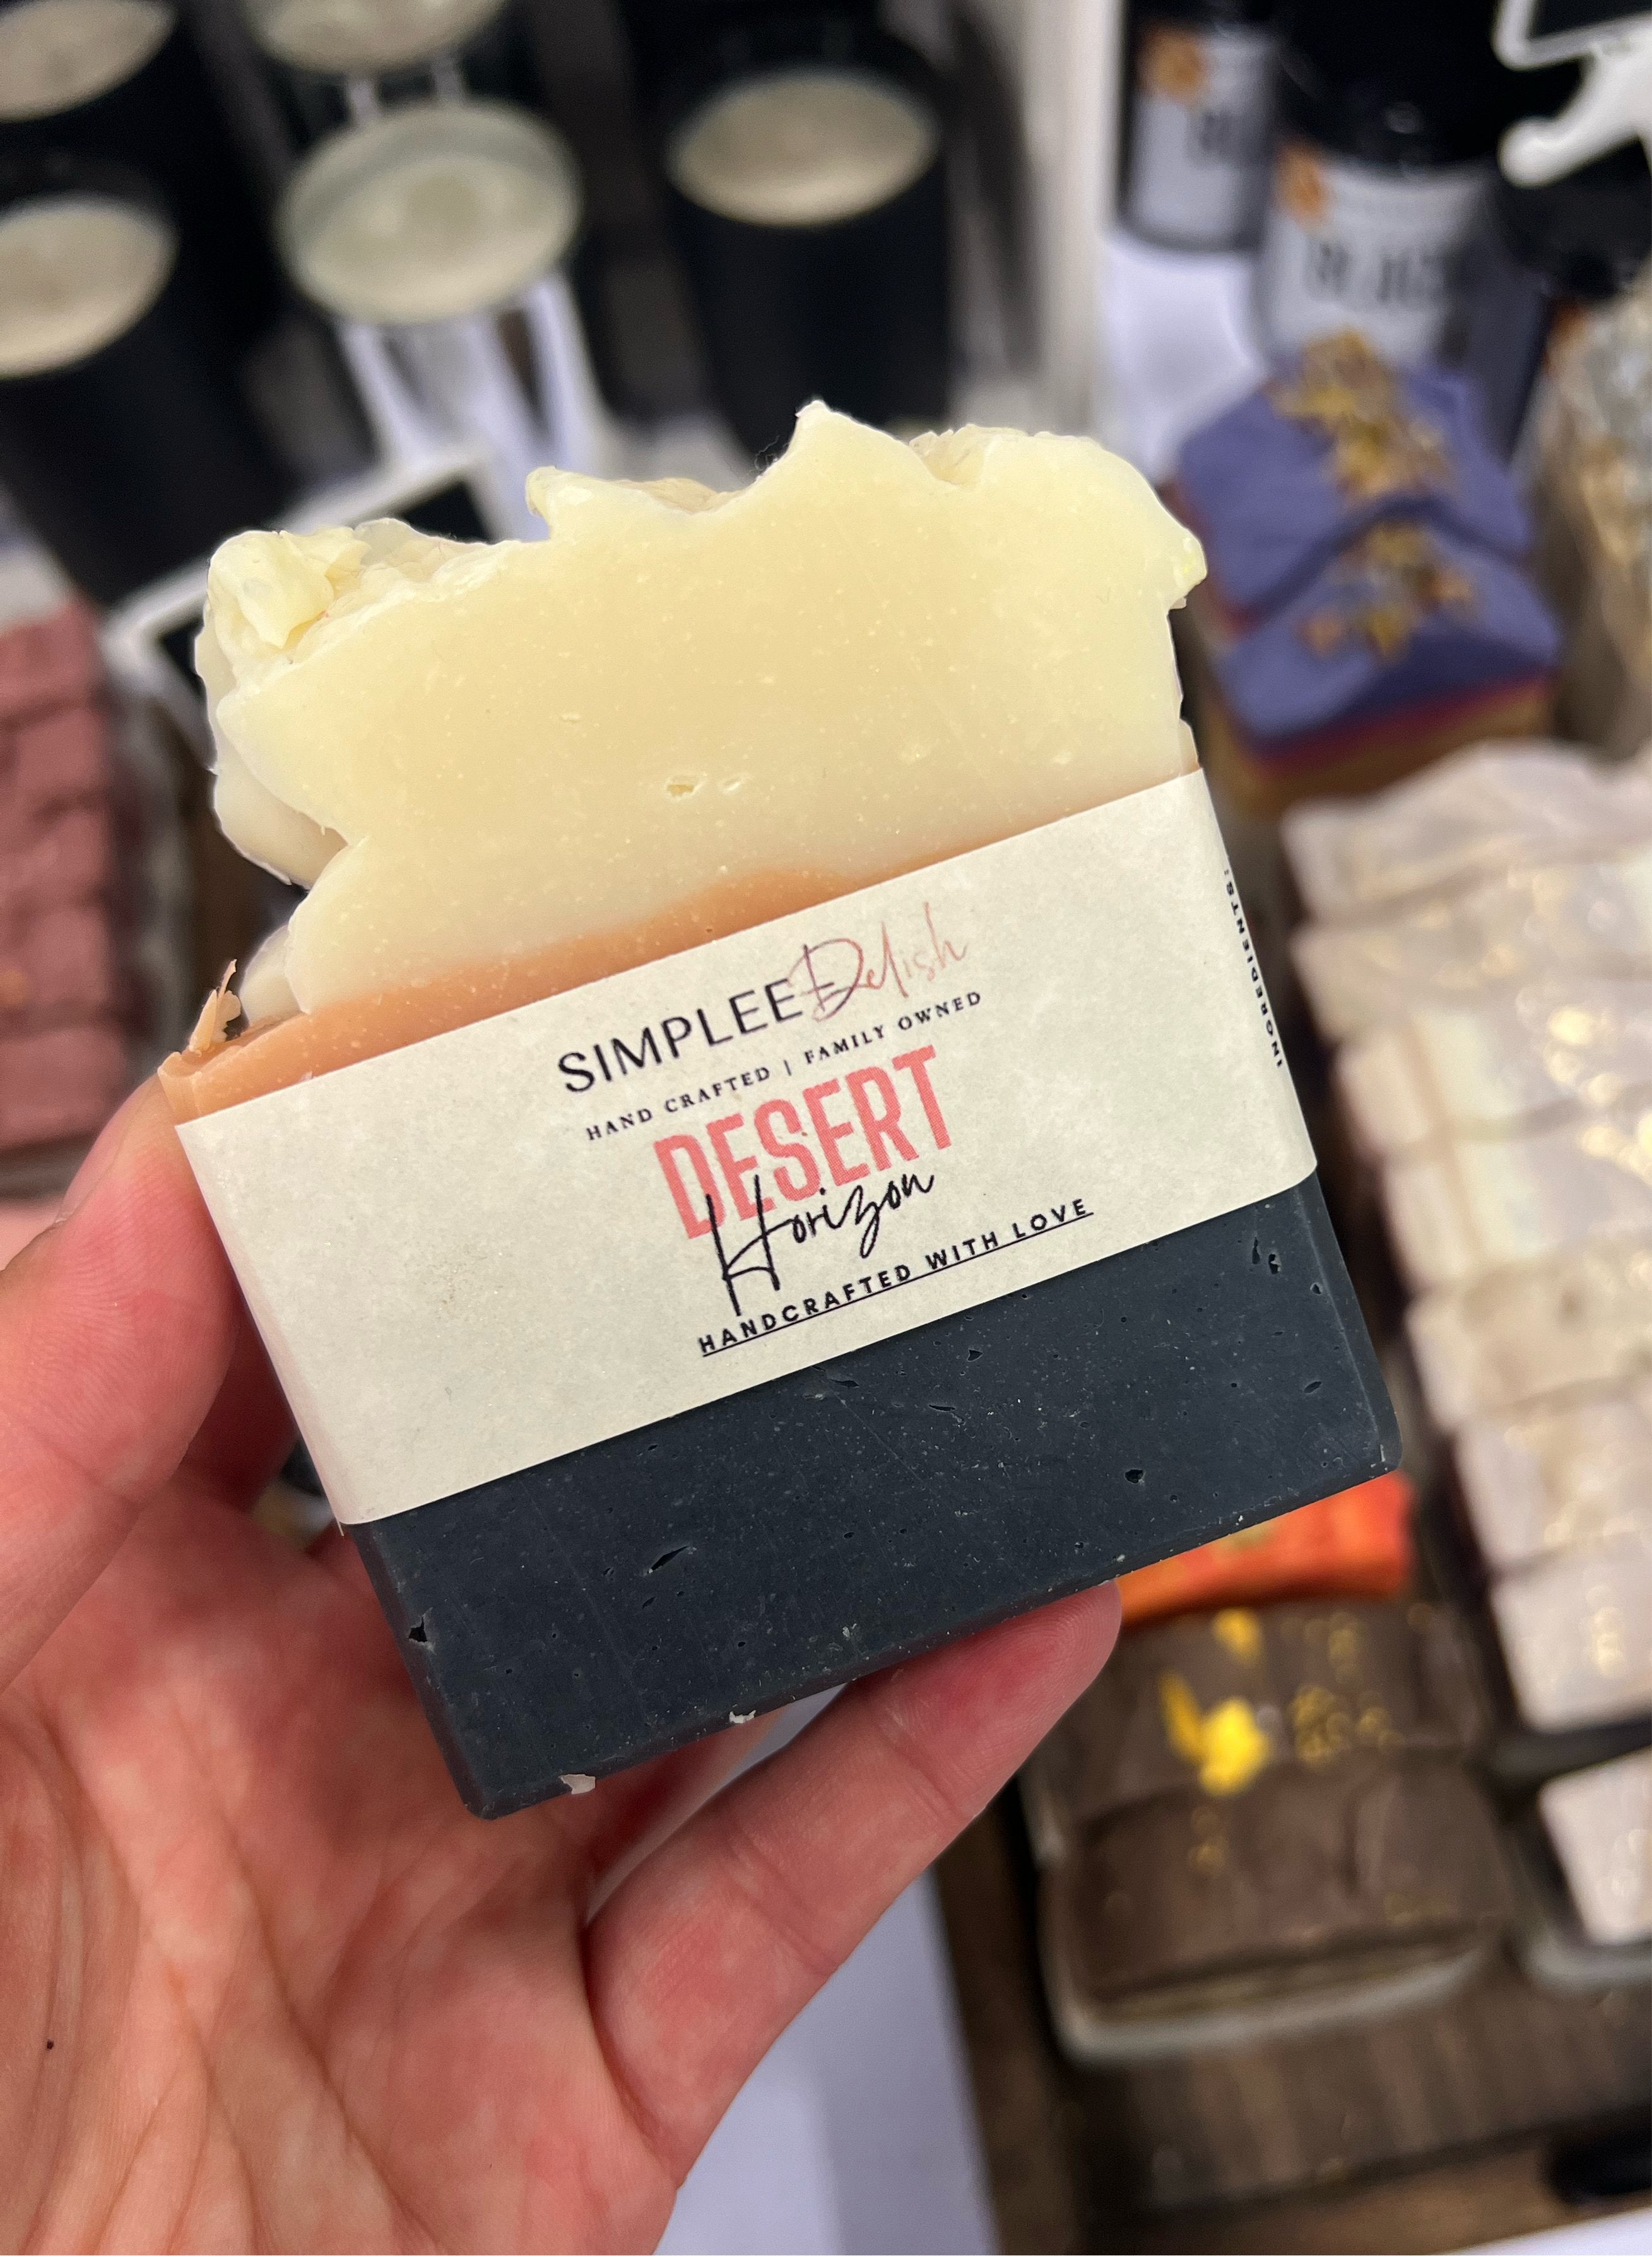 SIMPLEE Delish
HAND CRAFTED | FAMILY OWNED
DESERT
Horizon
HANDCRAFTED WITH LOVE
INGREDIENTS: